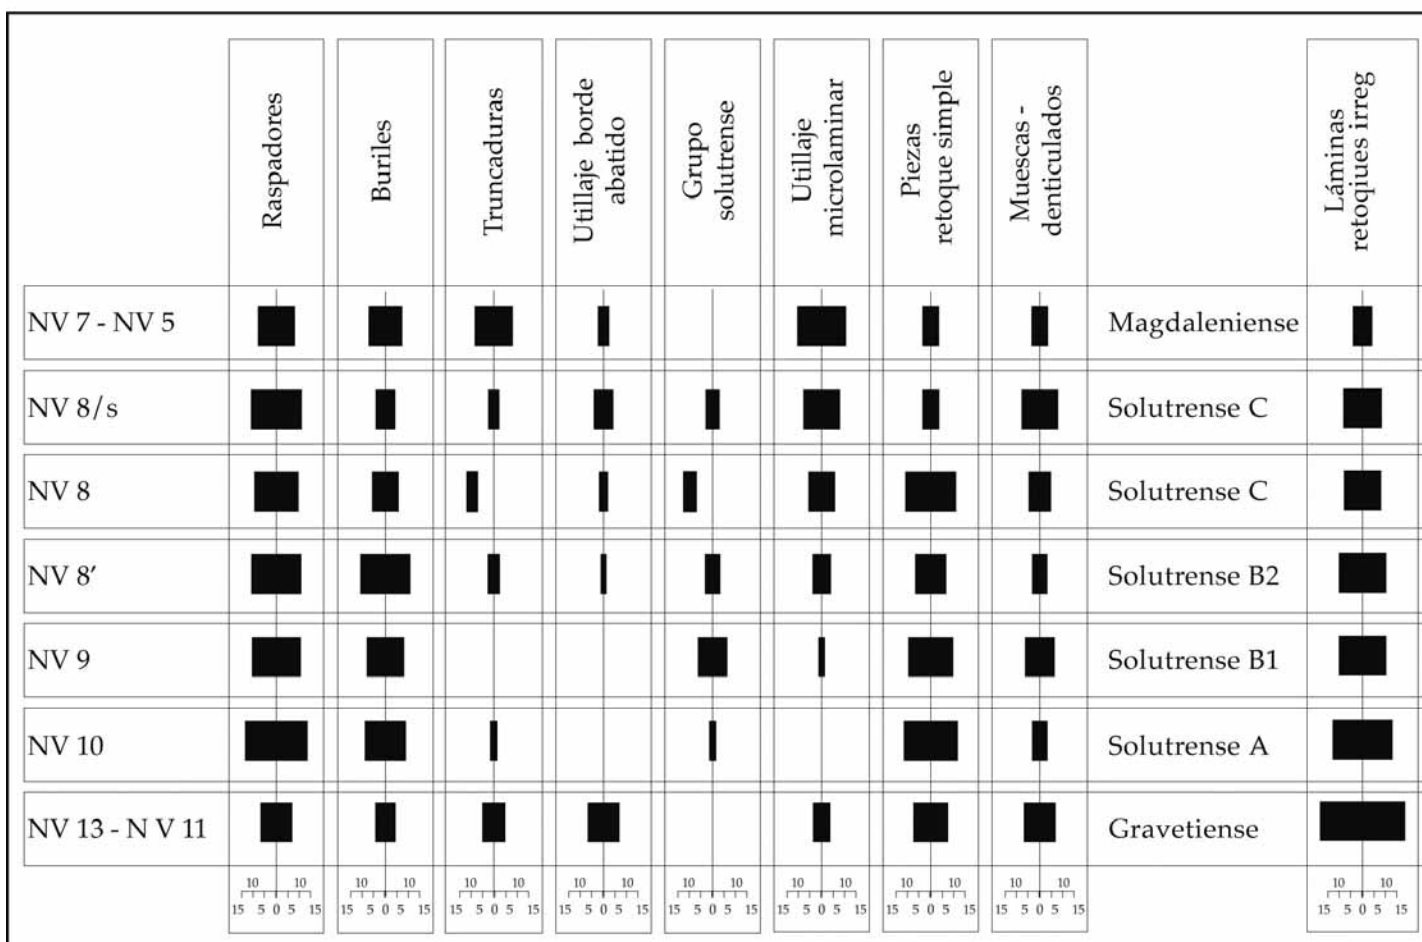 Raspadores
Buriles
Truncaduras
Utillaje borde
abatido
Grupo
solutrense
Utillaje
microlaminar
Piezas
retoque simple
Muescas -
denticulados
Láminas
retoqiues irreg
NV 7 - NV 5
Magdaleniense
NV 8/s
Solutrense C
NV 8
Solutrense C
NV 8′
Solutrense B2
NV 9
Solutrense B1
NV 10
Solutrense A
NV 13 - N V 11
Gravetiense
10 10
15 5 0 5 15
10 10
15 5 0 5 15
10 10
15 5 0 5 15
10 10
15 5 0 5 15
10 10
15 5 0 5 15
10 10
15 5 0 5 15
10 10
15 5 0 5 15
10 10
15 5 0 5 15
10 10
15 5 0 5 15